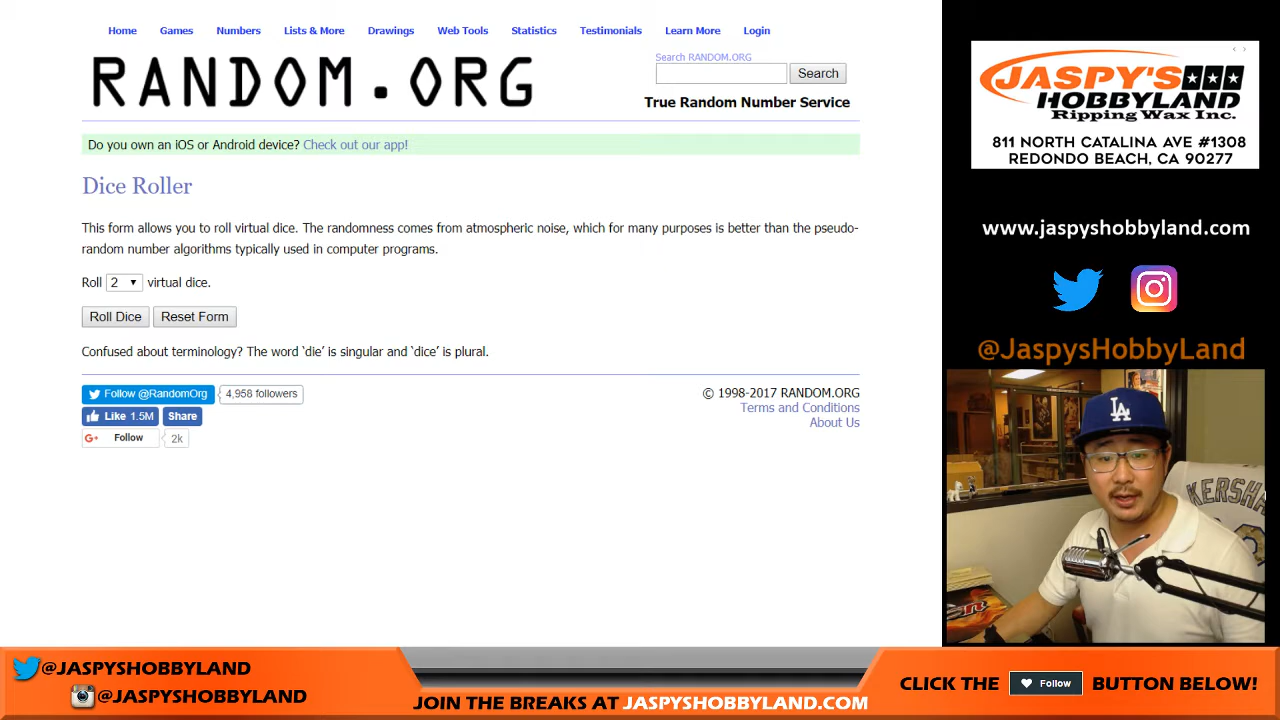 Home Games Numbers Lists & More Drawings Web Tools Statistics Testimonials Learn More Login
RANDOM.ORG
Search RANDOM.ORG
Search
True Random Number Service
Do you own an iOS or Android device? Check out our app!
Dice Roller
This form allows you to roll virtual dice. The randomness comes from atmospheric noise, which for many purposes is better than the pseudo-
random number algorithms typically used in computer programs.
Roll 2 virtual dice.
Roll Dice Reset Form
Confused about terminology? The word ‘die’ is singular and ‘dice’ is plural.
Follow @RandomOrg 4,958 followers
Like 1.5M Share
G+ Follow 2k
© 1998-2017 RANDOM.ORG
Terms and Conditions
About Us
JASPY'S
HOBBYLAND
Ripping Wax Inc.
811 NORTH CATALINA AVE #1308
REDONDO BEACH, CA 90277
www.jaspyshobbyland.com
@JaspysHobbyLand
LA
KERSHA
@JASPYSHOBBYLAND
@JASPYSHOBBYLAND
JOIN THE BREAKS AT JASPYSHOBBYLAND.COM
CLICK THE Follow BUTTON BELOW!